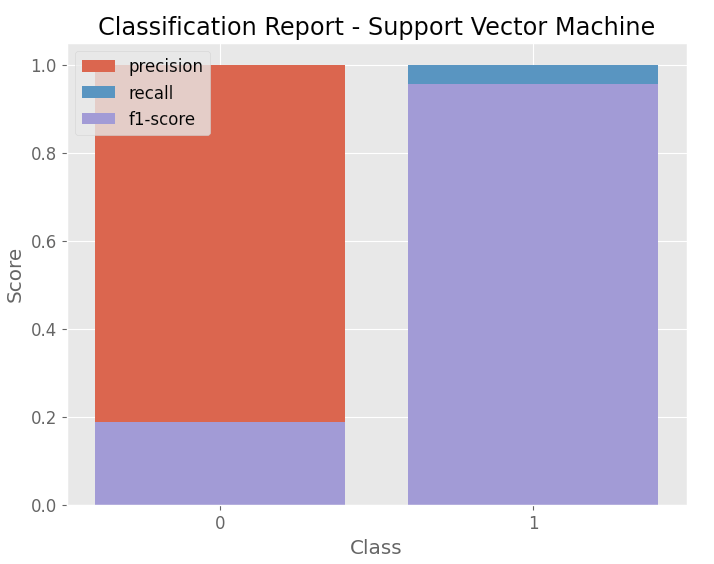 Classification Report - Support Vector Machine
precision
recall
f1-score
1.0
0.8
0.6
0.4
0.2
0.0
Score
0
1
Class